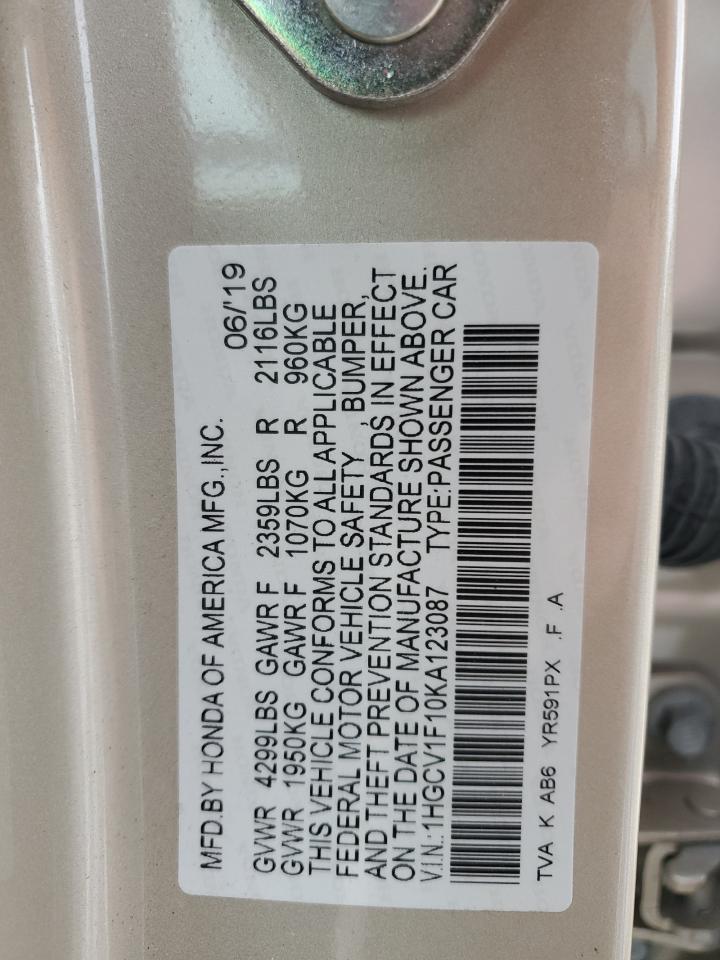 MFD.BY HONDA OF AMERICA MFG.,INC. 06/'19
GVWR 4299LBS GAWR F 2359LBS R 2116LBS
GVWR 1950KG GAWR F 1070KG R 960KG
THIS VEHICLE CONFORMS TO ALL APPLICABLE
FEDERAL MOTOR VEHICLE SAFETY , BUMPER,
AND THEFT PREVENTION STANDARDS IN EFFECT
ON THE DATE OF MANUFACTURE SHOWN ABOVE.
V.I.N.:1HGCV1F10KA123087 TYPE:PASSENGER CAR
TVA K AB6 YR591PX .F .A